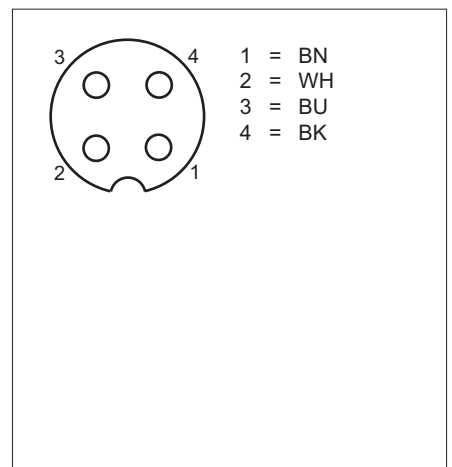 3
4
2
1
1 = BN
2 = WH
3 = BU
4 = BK